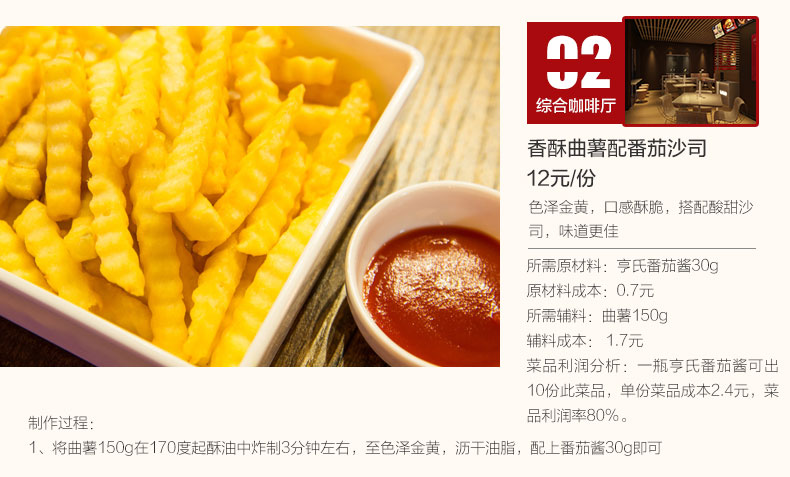 02
综合咖啡厅
香酥曲薯配番茄沙司
12元/份
色泽金黄，口感酥脆，搭配酸甜沙
司，味道更佳
所需原材料：亨氏番茄酱30g
原材料成本：0.7元
所需辅料：曲薯150g
辅料成本： 1.7元
菜品利润分析：一瓶亨氏番茄酱可出
10份此菜品，单份菜品成本2.4元，菜
品利润率80%。
制作过程：
1、将曲薯150g在170度起酥油中炸制3分钟左右，至色泽金黄，沥干油脂，配上番茄酱30g即可